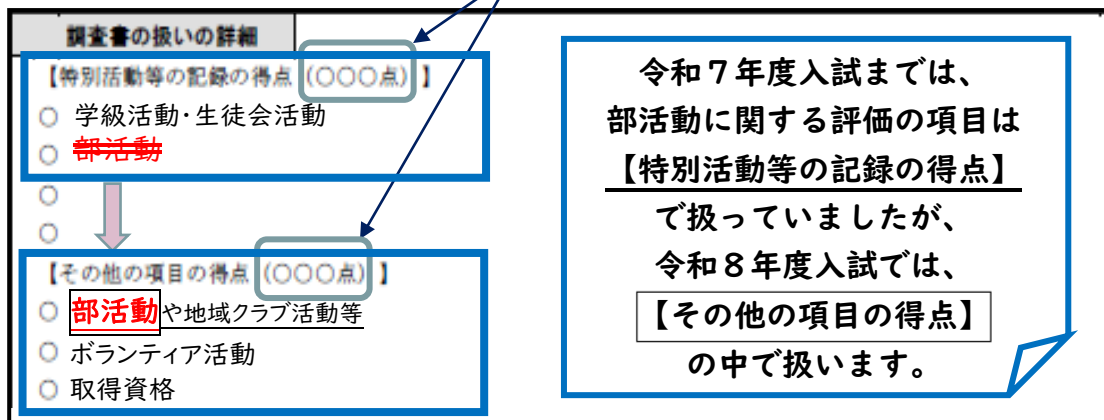 調査書の扱いの詳細
【特別活動等の記録の得点（〇〇〇点）】
○ 学級活動・生徒会活動
○ 部活動
○
○
【その他の項目の得点（〇〇〇点）】
○ 部活動や地域クラブ活動等
○ ボランティア活動
○ 取得資格
令和７年度入試までは、
部活動に関する評価の項目は
【特別活動等の記録の得点】
で扱っていましたが、
令和８年度入試では、
【その他の項目の得点】
の中で扱います。